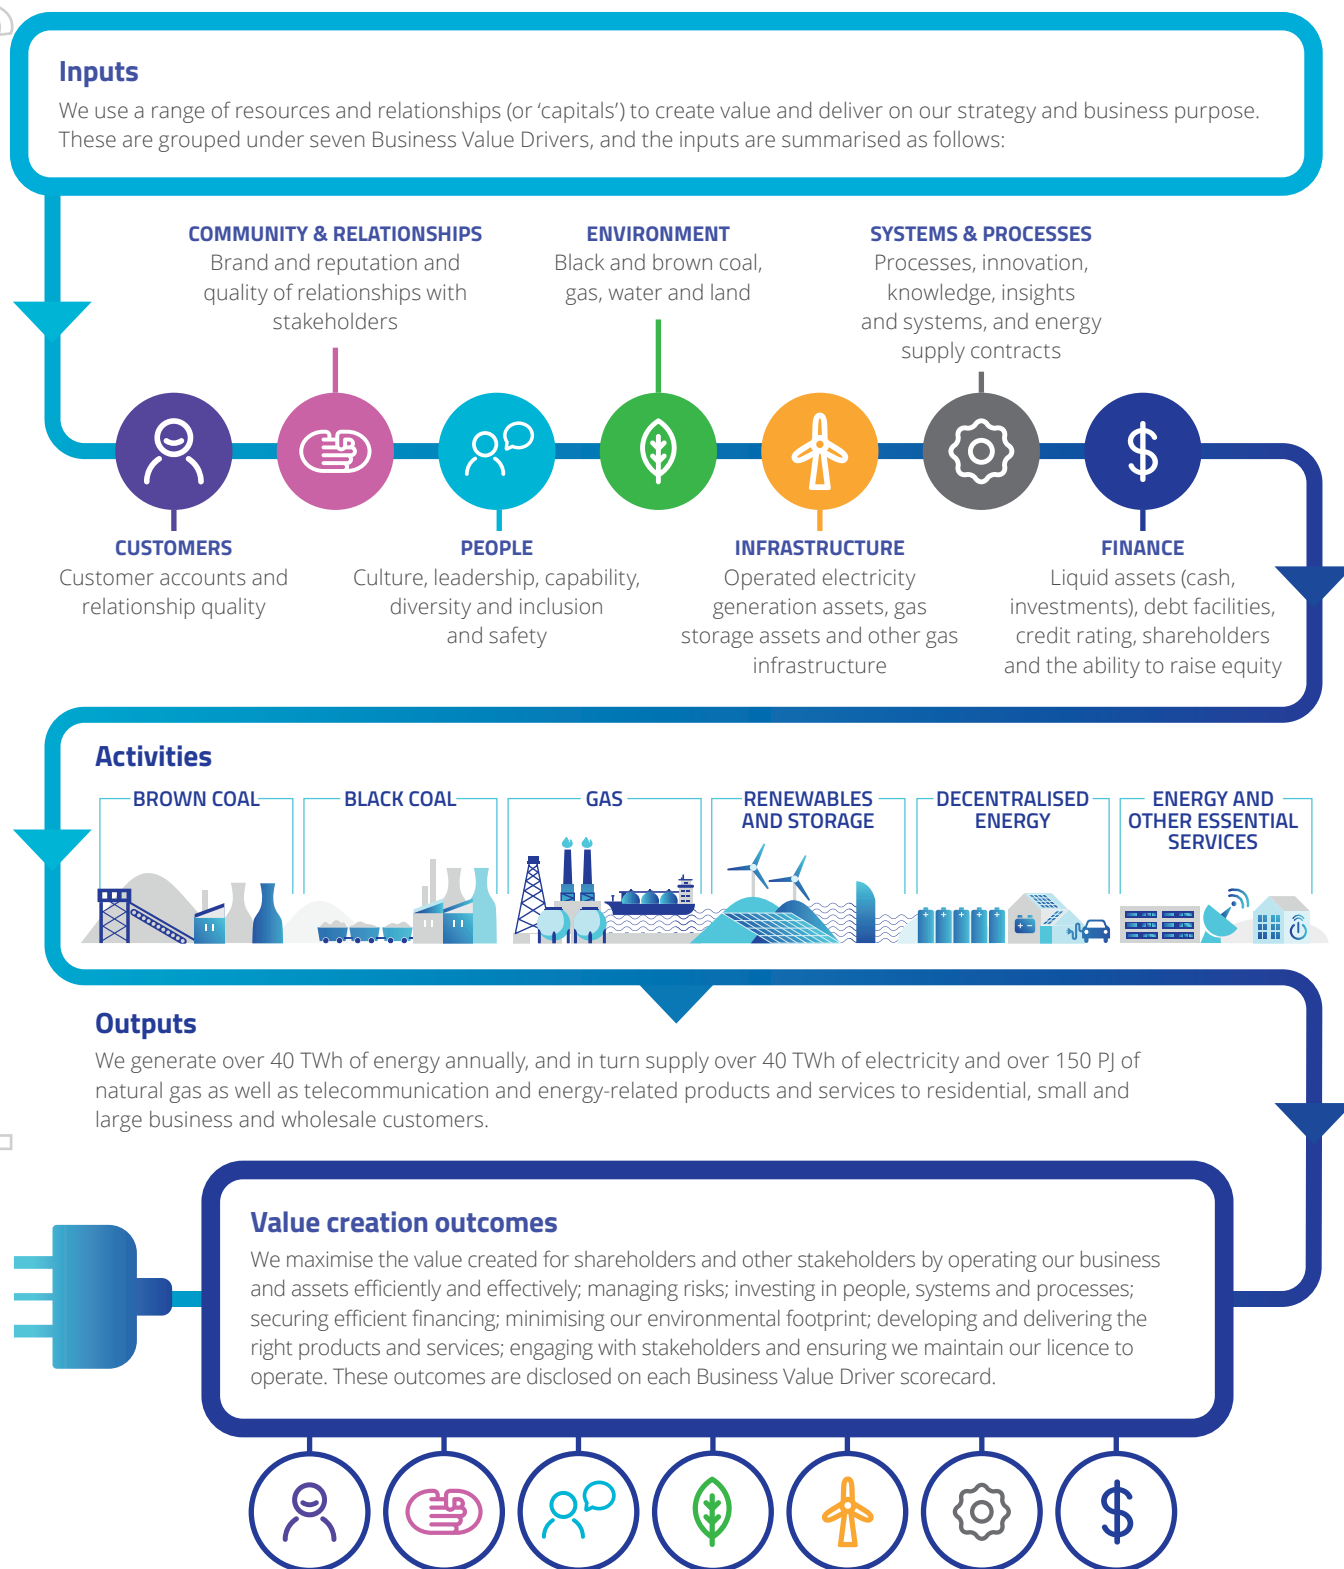 Inputs
We use a range of resources and relationships (or ‘capitals’) to create value and deliver on our strategy and business purpose.
These are grouped under seven Business Value Drivers, and the inputs are summarised as follows:
COMMUNITY & RELATIONSHIPS
Brand and reputation and
quality of relationships with
stakeholders
ENVIRONMENT
Black and brown coal,
gas, water and land
SYSTEMS & PROCESSES
Processes, innovation,
knowledge, insights
and systems, and energy
supply contracts
CUSTOMERS
Customer accounts and
relationship quality
PEOPLE
Culture, leadership, capability,
diversity and inclusion
and safety
INFRASTRUCTURE
Operated electricity
generation assets, gas
storage assets and other gas
infrastructure
FINANCE
Liquid assets (cash,
investments), debt facilities,
credit rating, shareholders
and the ability to raise equity
Activities
BROWN COAL
BLACK COAL
GAS
RENEWABLES
AND STORAGE
DECENTRALISED
ENERGY
ENERGY AND
OTHER ESSENTIAL
SERVICES
Outputs
We generate over 40 TWh of energy annually, and in turn supply over 40 TWh of electricity and over 150 PJ of
natural gas as well as telecommunication and energy-related products and services to residential, small and
large business and wholesale customers.
Value creation outcomes
We maximise the value created for shareholders and other stakeholders by operating our business
and assets efficiently and effectively; managing risks; investing in people, systems and processes;
securing efficient financing; minimising our environmental footprint; developing and delivering the
right products and services; engaging with stakeholders and ensuring we maintain our licence to
operate. These outcomes are disclosed on each Business Value Driver scorecard.